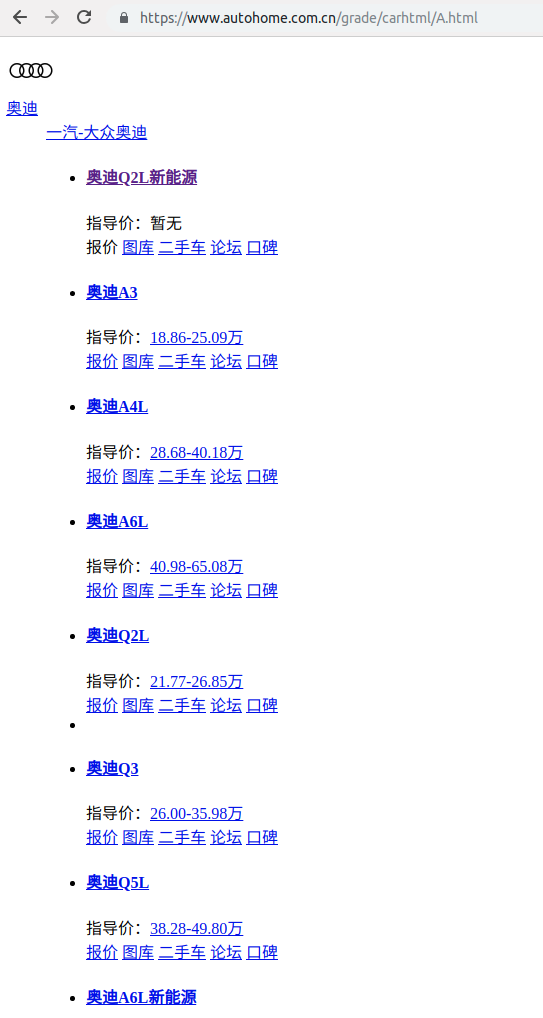 https://www.autohome.com.cn/grade/carhtml/A.html
奥迪
一汽-大众奥迪
奥迪Q2L新能源
指导价：暂无
报价 图库 二手车 论坛 口碑
奥迪A3
指导价：18.86-25.09万
报价 图库 二手车 论坛 口碑
奥迪A4L
指导价：28.68-40.18万
报价 图库 二手车 论坛 口碑
奥迪A6L
指导价：40.98-65.08万
报价 图库 二手车 论坛 口碑
奥迪Q2L
指导价：21.77-26.85万
报价 图库 二手车 论坛 口碑
奥迪Q3
指导价：26.00-35.98万
报价 图库 二手车 论坛 口碑
奥迪Q5L
指导价：38.28-49.80万
报价 图库 二手车 论坛 口碑
奥迪A6L新能源